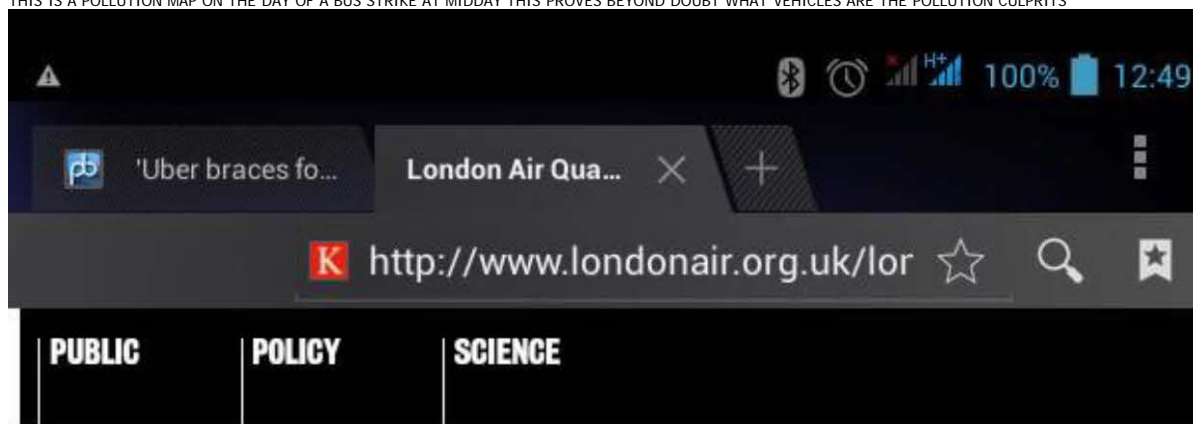 THIS IS A POLLUTION MAP ON THE DAY OF A BUS STRIKE AT MIDDAY THIS PROVES BEYOND DOUBT WHAT VEHICLES ARE THE POLLUTION CULPRITS
H+ 100% 12:49
pb 'Uber braces fo... London Air Qua...
K http://www.londonair.org.uk/lor
PUBLIC POLICY SCIENCE